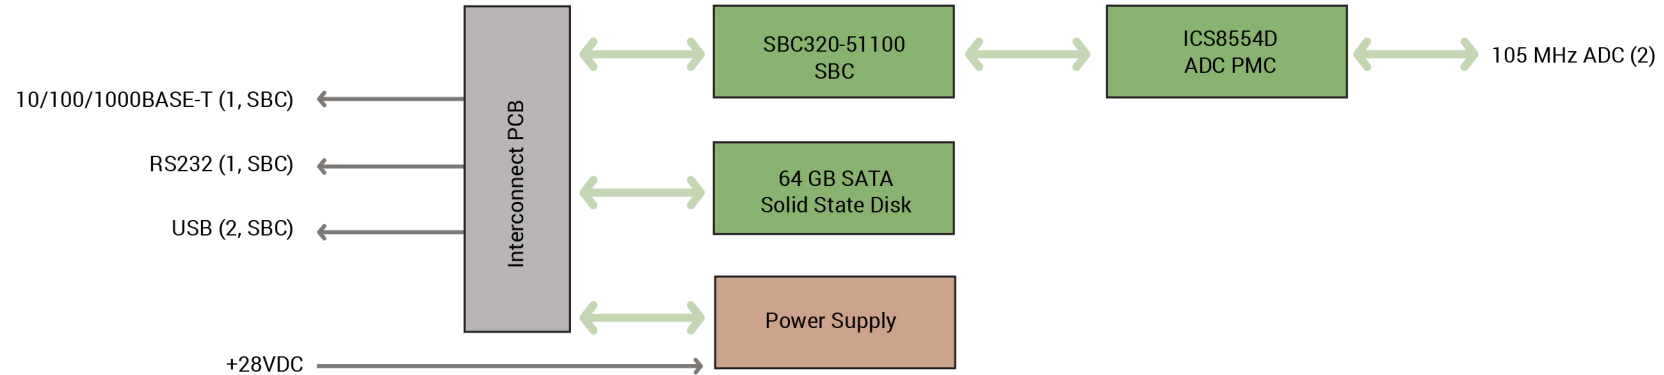 10/100/1000BASE-T (1, SBC)
RS232 (1, SBC)
USB (2, SBC)
+28VDC
Interconnect PCB
SBC320-51100
SBC
64 GB SATA
Solid State Disk
Power Supply
ICS8554D
ADC PMC
105 MHz ADC (2)